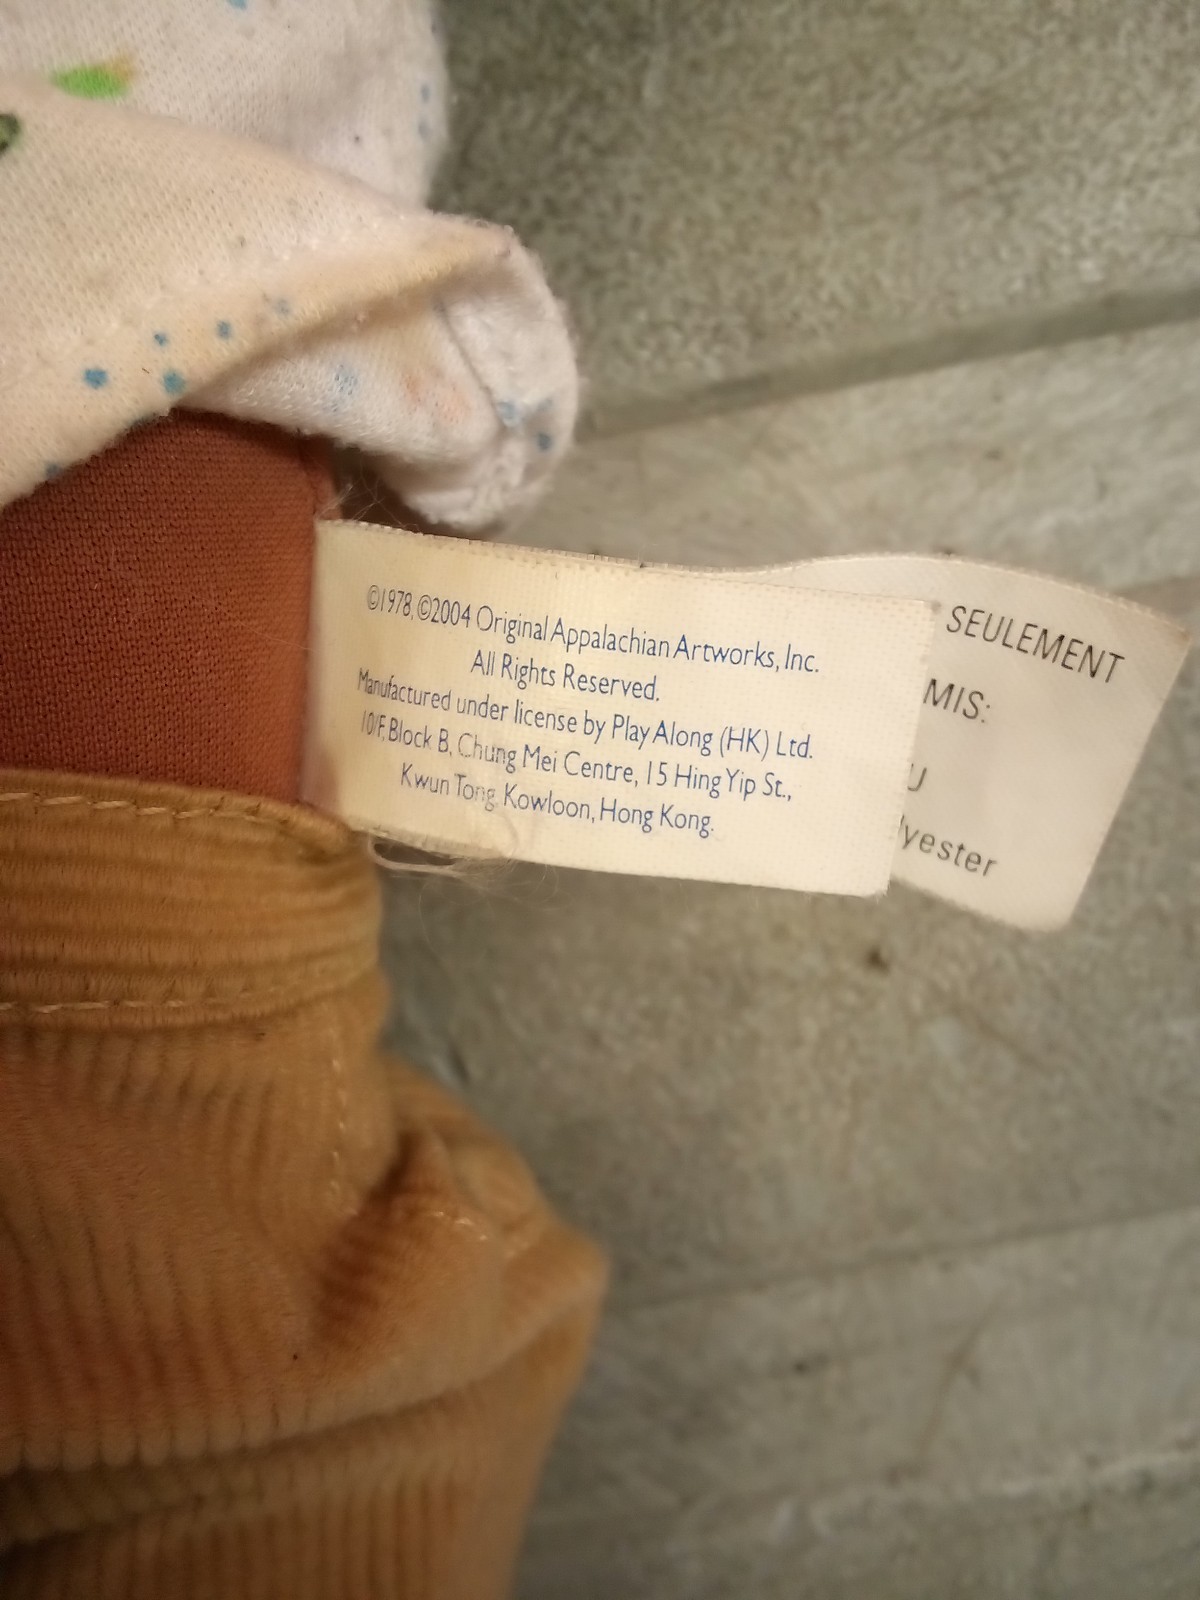 ©1978, ©2004 Original Appalachian Artworks, Inc.
All Rights Reserved.
Manufactured under license by Play Along (HK) Ltd.
10/F, Block B, Chung Mei Centre, 15 Hing Yip St.,
Kwun Tong, Kowloon, Hong Kong.
SEULEMENT
MIS:
U
lyester